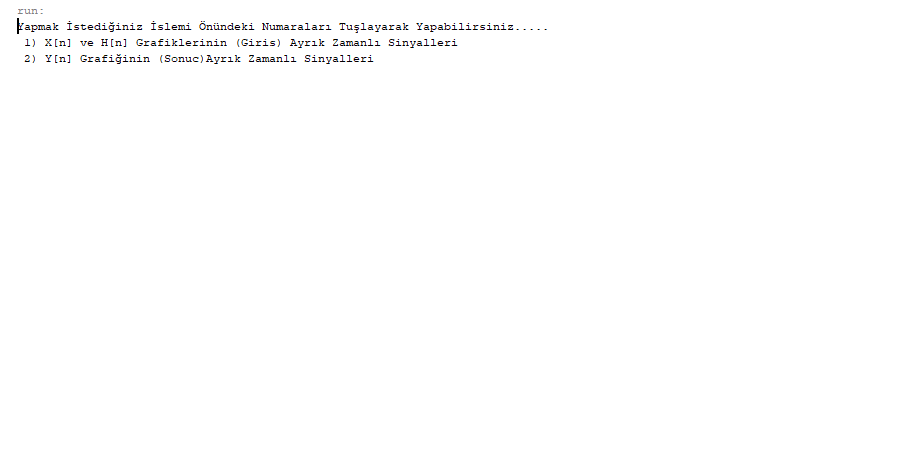 run:
Yapmak İstediğiniz İslemi Önündeki Numaraları Tuşlayarak Yapabilirsiniz.....
1) X[n] ve H[n] Grafiklerinin (Giris) Ayrık Zamanlı Sinyalleri
2) Y[n] Grafiğinin (Sonuc)Ayrık Zamanlı Sinyalleri